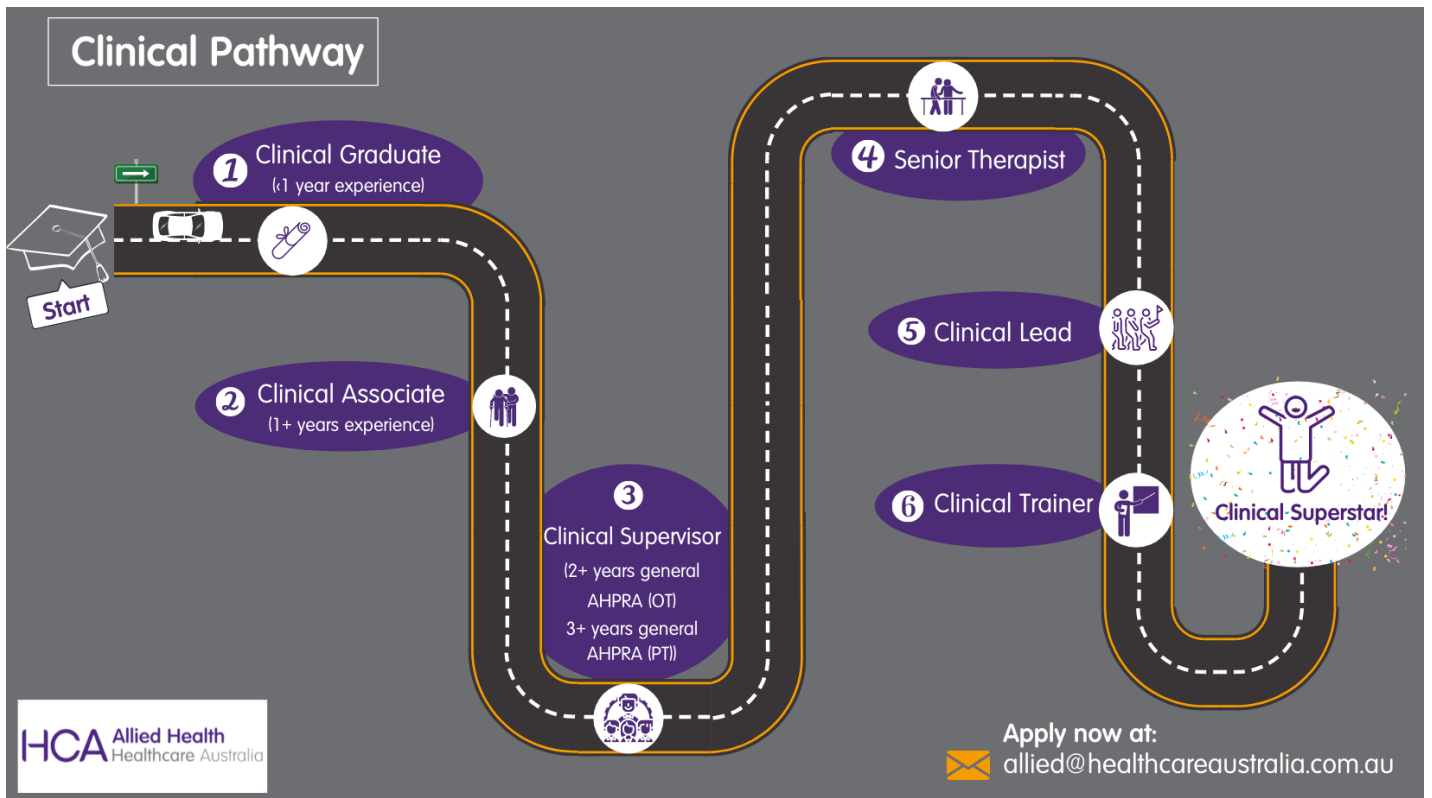 Clinical Pathway
1
Clinical Graduate
(<1 year experience)
Start
2
Clinical Associate
(1+ years experience)
3
Clinical Supervisor
(2+ years general
AHPRA (OT)
3+ years general
AHPRA (PT))
4
Senior Therapist
5
Clinical Lead
6
Clinical Trainer
Clinical Superstar!
HCA Allied Health
Healthcare Australia
Apply now at:
allied@healthcareaustralia.com.au